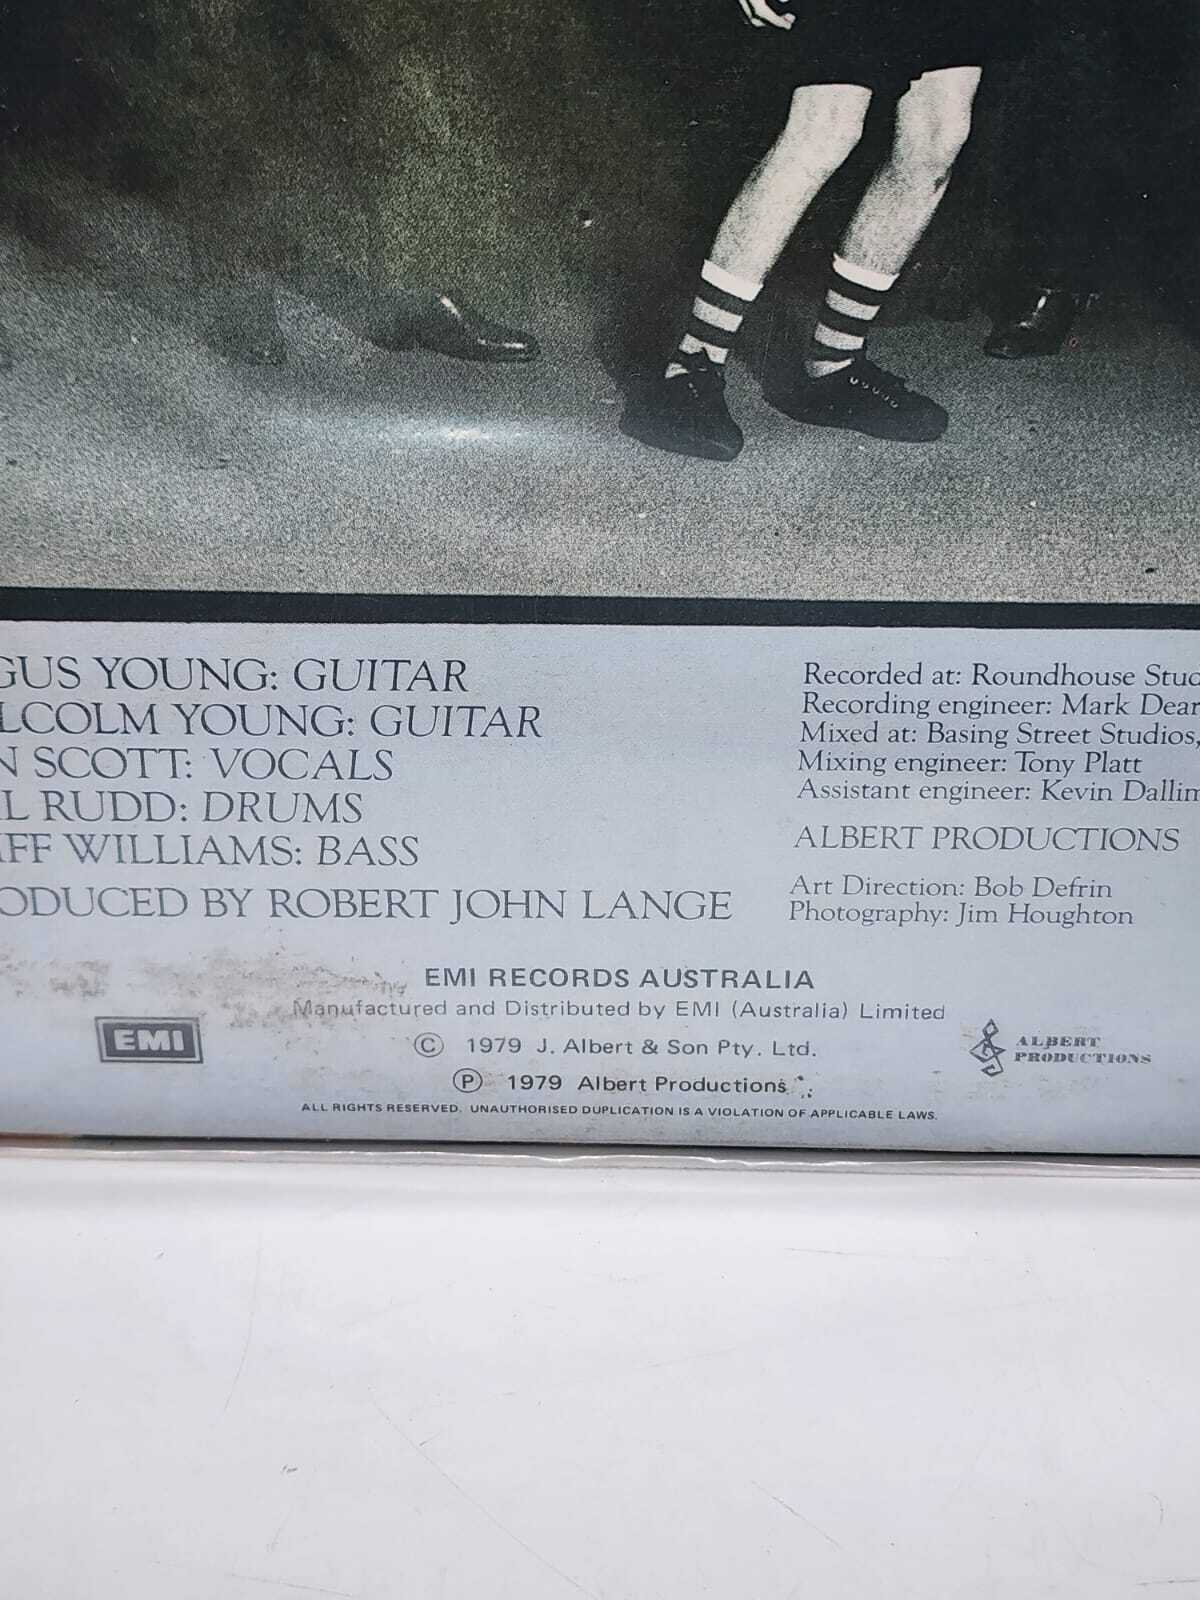 GUS YOUNG: GUITAR
LCOLM YOUNG: GUITAR
N SCOTT: VOCALS
L RUDD: DRUMS
IFF WILLIAMS: BASS
ODUCED BY ROBERT JOHN LANGE
Recorded at: Roundhouse Stud
Recording engineer: Mark Dear
Mixed at: Basing Street Studios,
Mixing engineer: Tony Platt
Assistant engineer: Kevin Dallim
ALBERT PRODUCTIONS
Art Direction: Bob Defrin
Photography: Jim Houghton
EMI RECORDS AUSTRALIA
Manufactured and Distributed by EMI (Australia) Limited
EMI
© 1979 J. Albert & Son Pty. Ltd.
℗ 1979 Albert Productions
ALL RIGHTS RESERVED. UNAUTHORISED DUPLICATION IS A VIOLATION OF APPLICABLE LAWS.
ALBERT
PRODUCTIONS